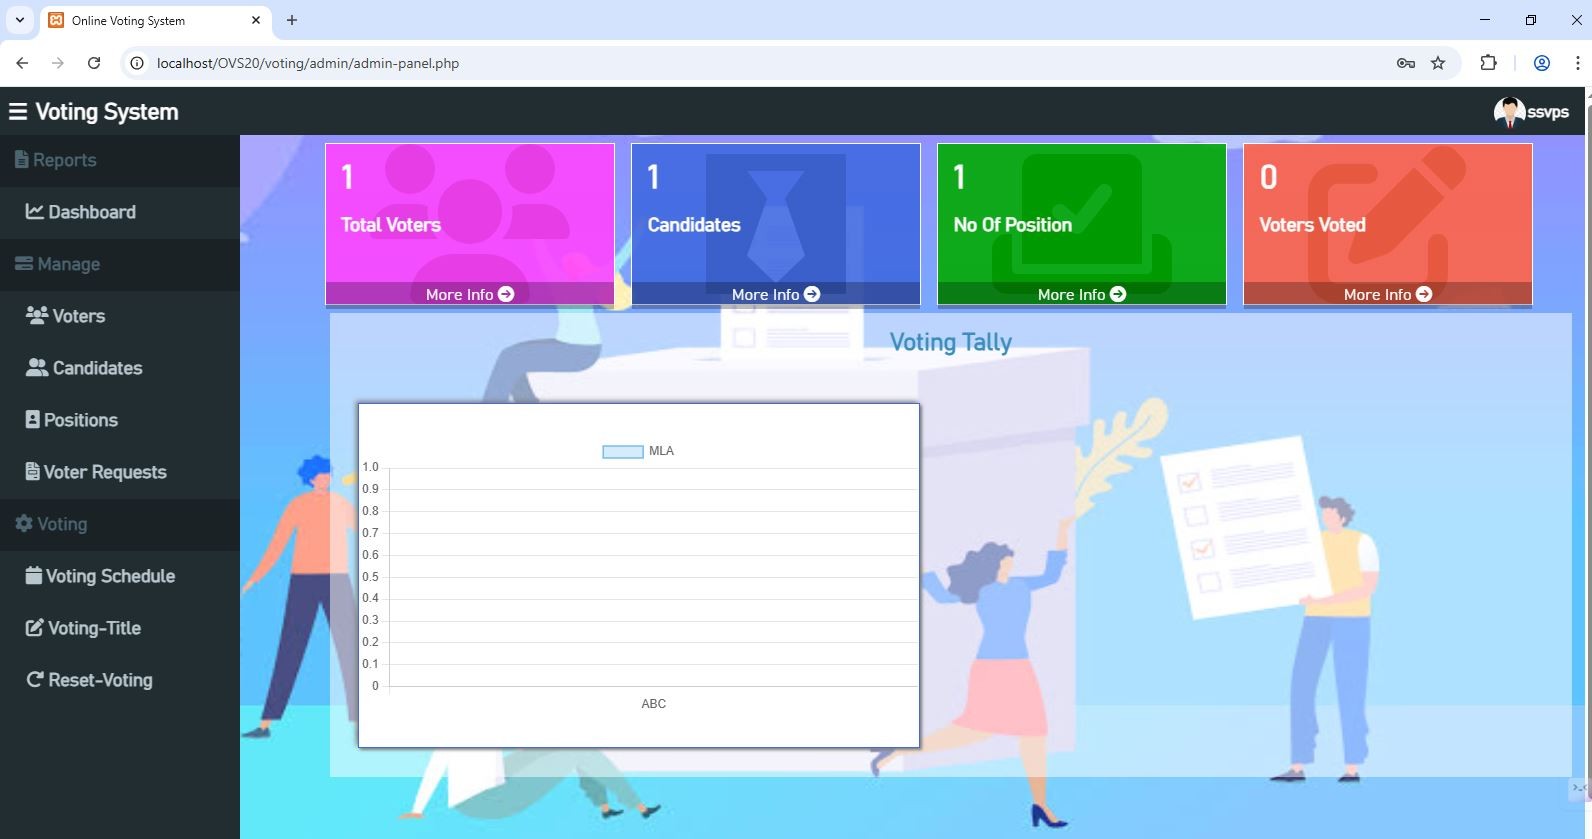 Online Voting System
localhost/OVS20/voting/admin/admin-panel.php
Voting System
ssvps
Reports
Dashboard
Manage
Voters
Candidates
Positions
Voter Requests
Voting
Voting Schedule
Voting-Title
Reset-Voting
1
Total Voters
More Info
1
Candidates
More Info
1
No Of Position
More Info
0
Voters Voted
More Info
Voting Tally
MLA
1.0
0.9
0.8
0.7
0.6
0.5
0.4
0.3
0.2
0.1
0
ABC